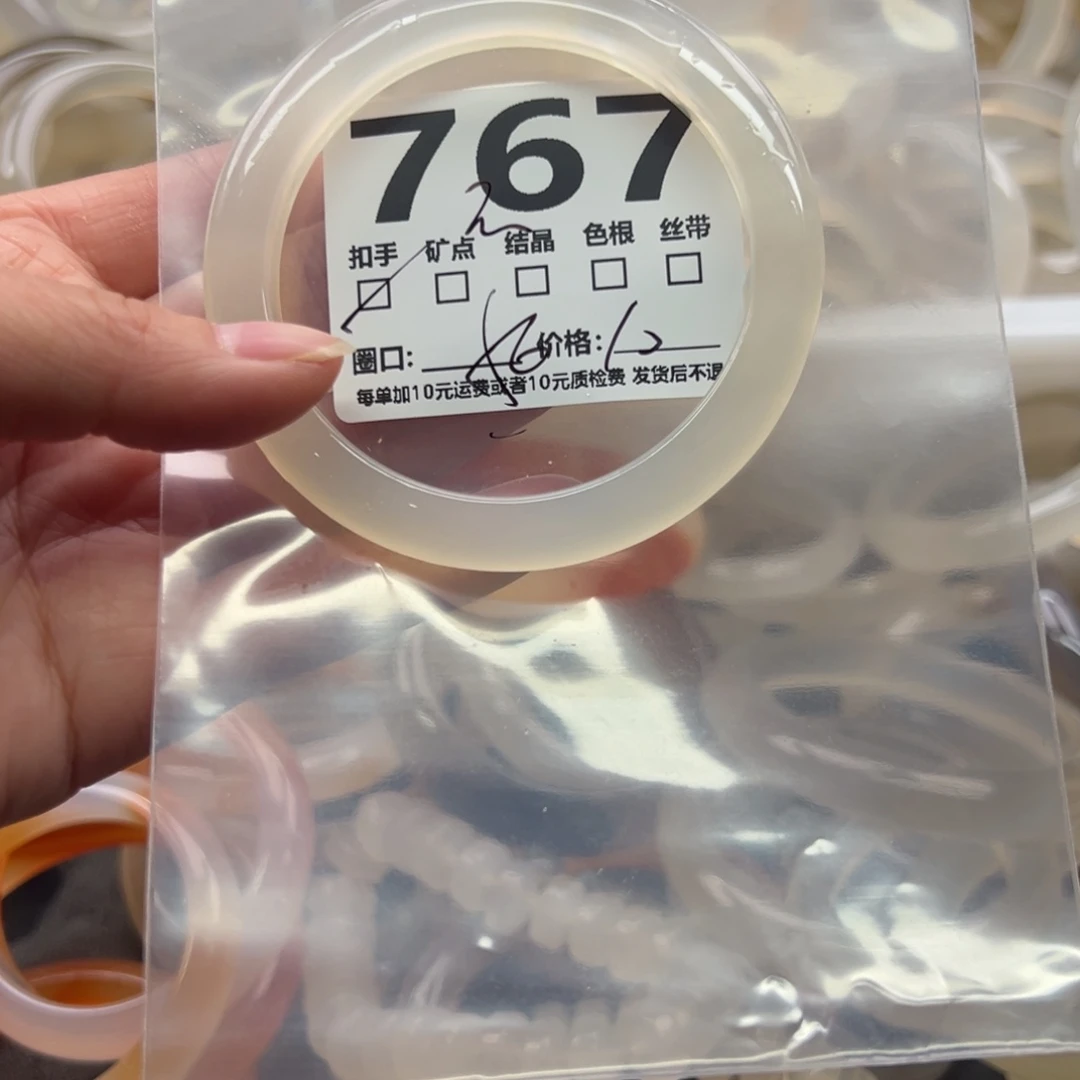 767
扣手 矿点 结晶 色根 丝带
圈口: 56 价格:
每单加10元运费或者10元质检费 发货后不退